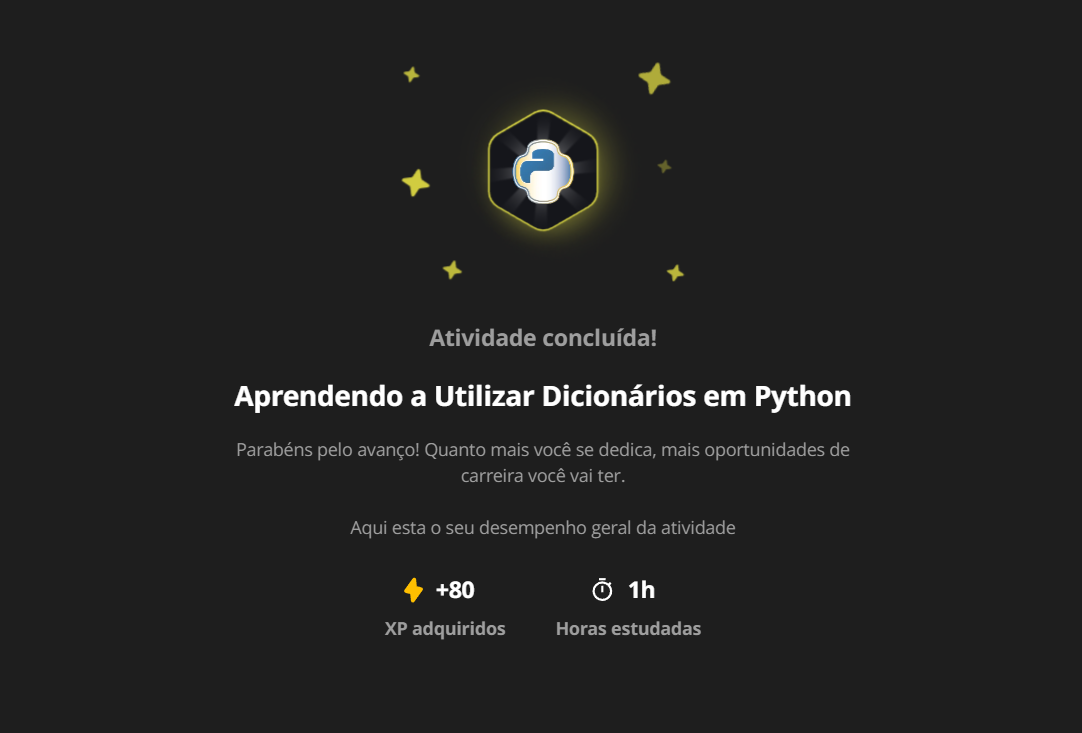 Atividade concluída!
Aprendendo a Utilizar Dicionários em Python
Parabéns pelo avanço! Quanto mais você se dedica, mais oportunidades de
carreira você vai ter.
Aqui esta o seu desempenho geral da atividade
+80 1h
XP adquiridos Horas estudadas